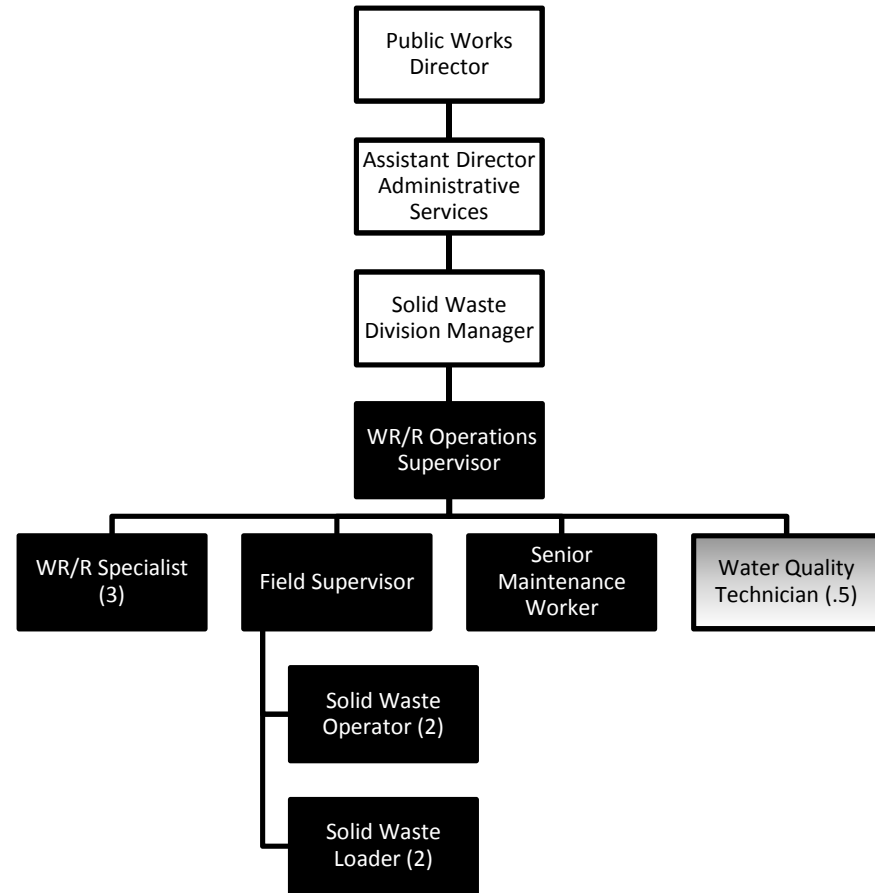 Public Works
Director
Assistant Director
Administrative
Services
Solid Waste
Division Manager
WR/R Operations
Supervisor
WR/R Specialist
(3)
Field Supervisor
Senior
Maintenance
Worker
Water Quality
Technician (.5)
Solid Waste
Operator (2)
Solid Waste
Loader (2)